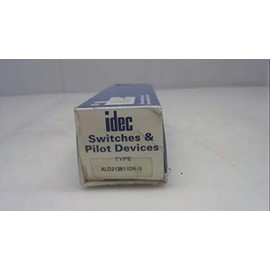 idec
Switches &
Pilot Devices
TYPE